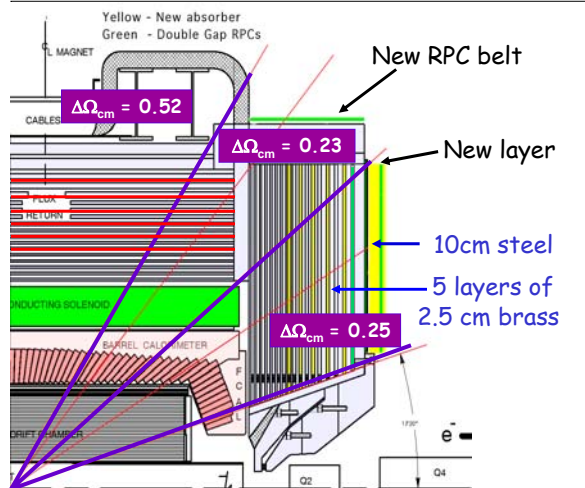 Yellow - New absorber
Green - Double Gap RPCs
℄ MAGNET
New RPC belt
ΔΩcm = 0.52
CABLES
ΔΩcm = 0.23
New layer
FLUX
RETURN
10cm steel
5 layers of
2.5 cm brass
CONDUCTING SOLENOID
ΔΩcm = 0.25
BARREL CALORIMETER
F
C
A
L
DRIFT CHAMBER
e-
Q2
Q4